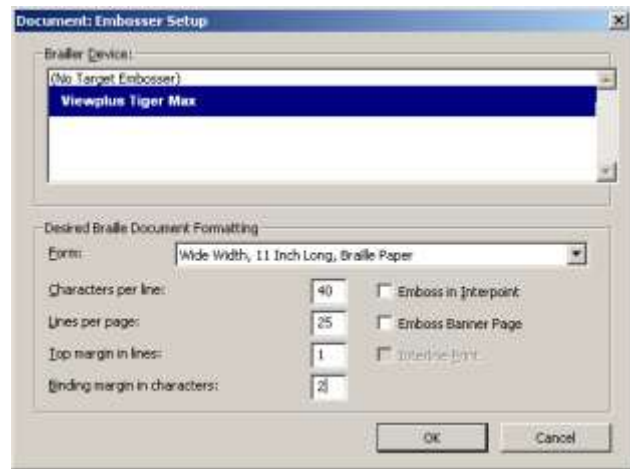 Document: Embosser Setup
Brailler Device:
(No Target Embosser)
Viewplus Tiger Max
Desired Braille Document Formatting
Form:
Wide Width, 11 Inch Long, Braille Paper
Characters per line:
40
Emboss in Interpoint
Lines per page:
25
Emboss Banner Page
Top margin in lines:
1
Interline Print
Binding margin in characters:
2
OK
Cancel